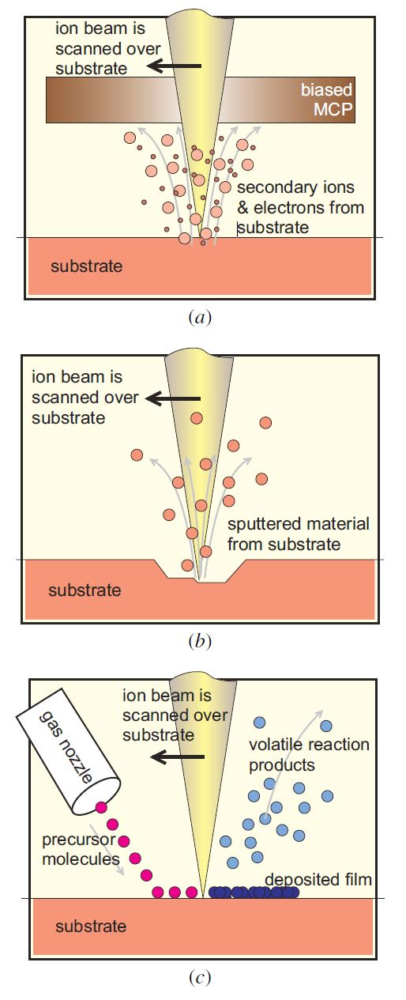 ion beam is
scanned over
substrate
biased
MCP
secondary ions
& electrons from
substrate
substrate
(a)
ion beam is
scanned over
substrate
sputtered material
from substrate
substrate
(b)
ion beam is
scanned over
substrate
gas nozzle
volatile reaction
products
precursor
molecules
deposited film
substrate
(c)